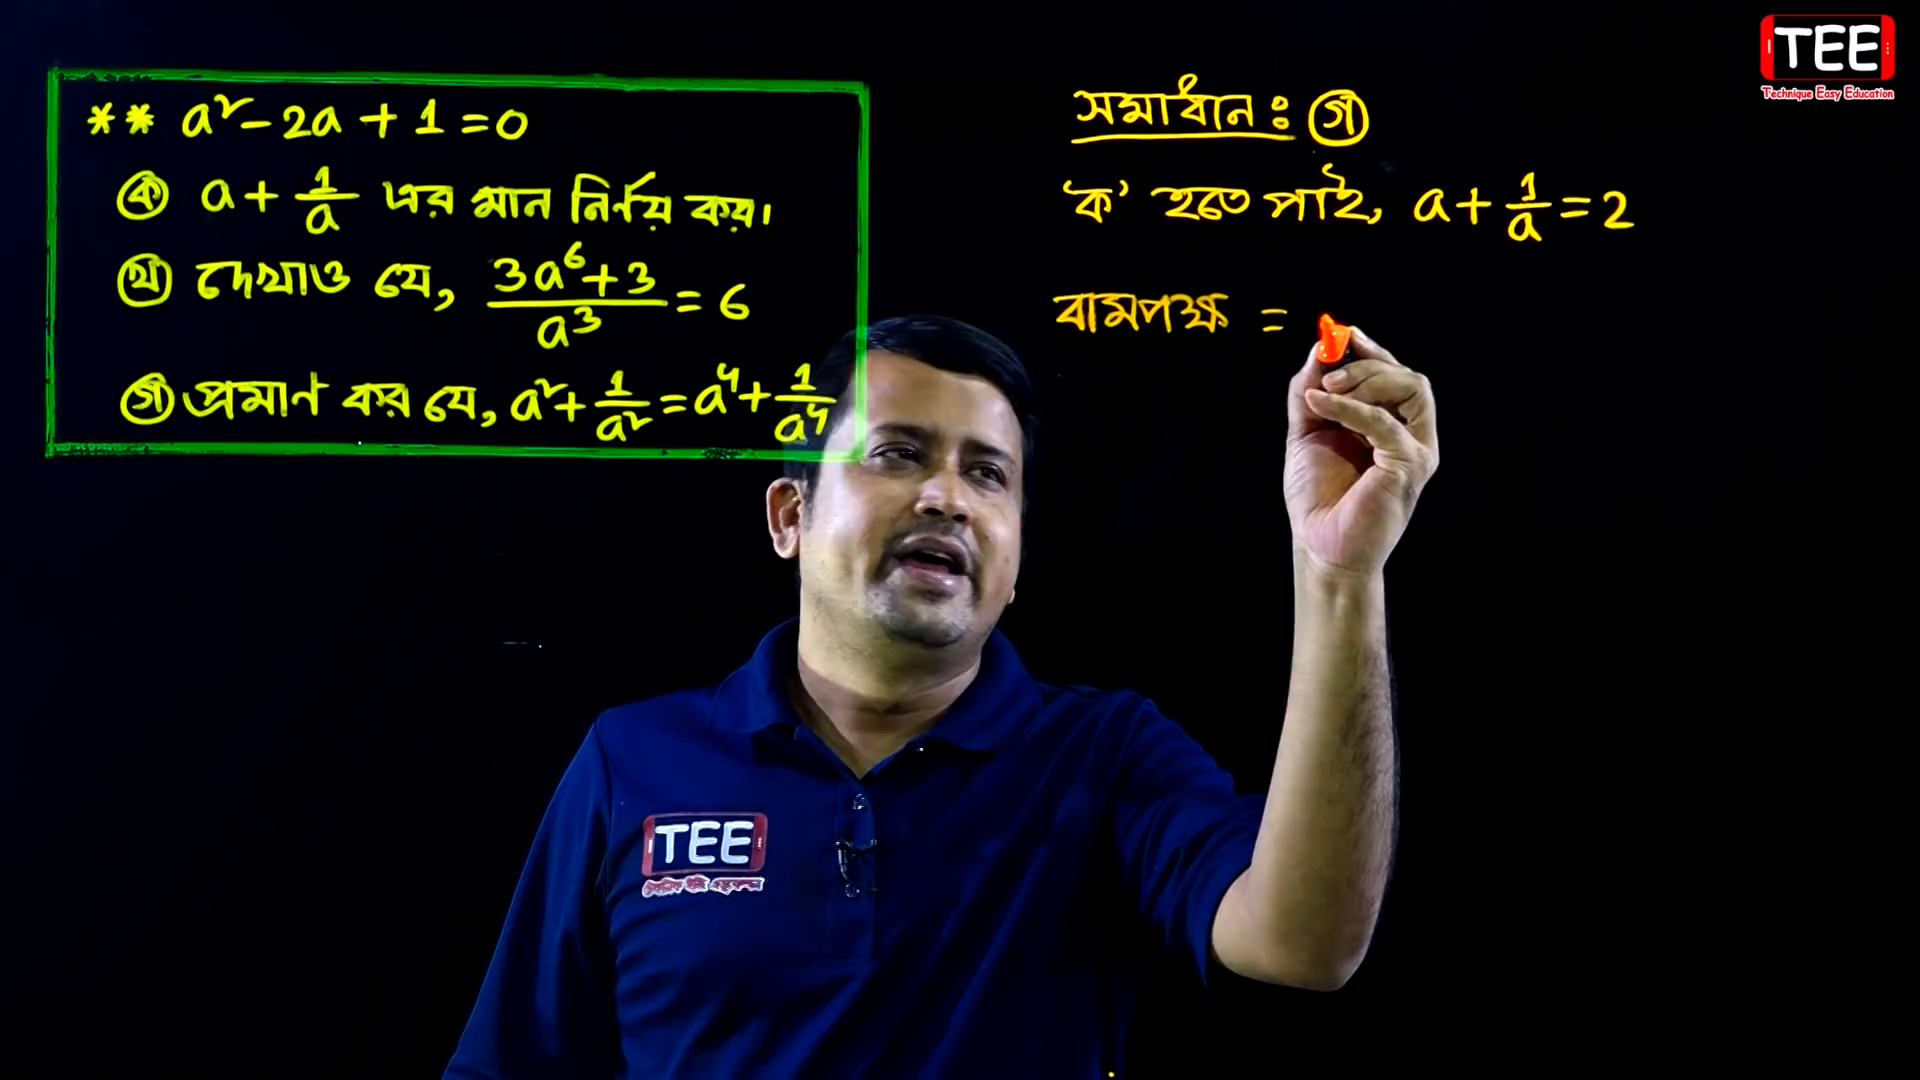 ** a² - 2a + 1 = 0
ক a + 1/a এর মান নির্ণয় কর।
খ দেখাও যে, (3a⁶ + 3)/a³ = 6
গ প্রমাণ কর যে, a² + 1/a² = a⁴ + 1/a⁴
সমাধান : গ
'ক' হতে পাই, a + 1/a = 2
বামপক্ষ =
TEE
Technique Easy Education
TEE